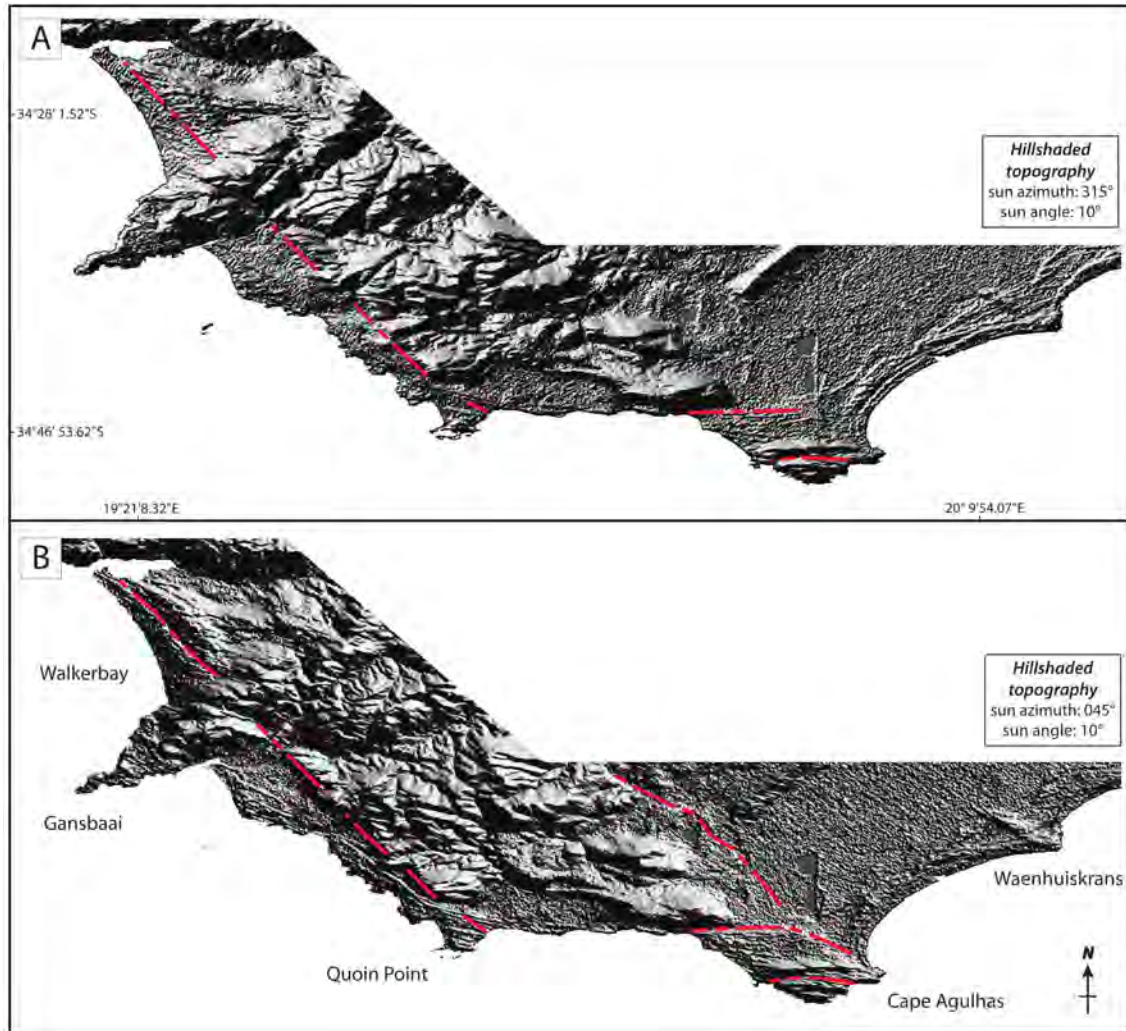 A
34°28' 1.52"S
Hillshaded
topography
sun azimuth: 315°
sun angle: 10°
34°46' 53.62"S
19°21'8.32"E
20° 9'54.07"E
B
Walkerbay
Hillshaded
topography
sun azimuth: 045°
sun angle: 10°
Gansbaai
Waenhuiskrans
Quoin Point
N
Cape Agulhas